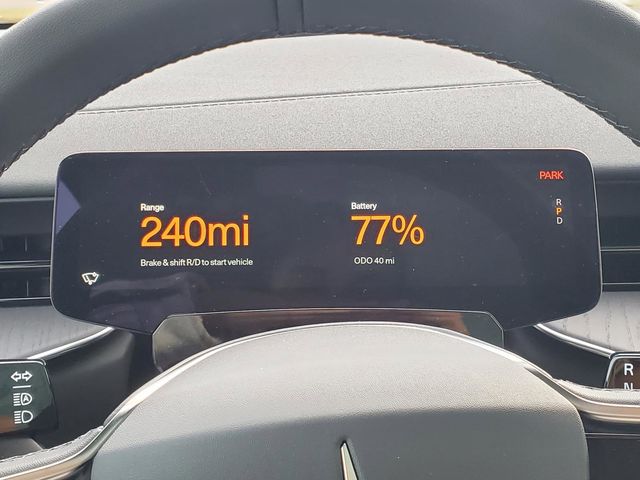 PARK
Range
240mi
Brake & shift R/D to start vehicle
Battery
77%
ODO 40 mi
R
P
D
R
N